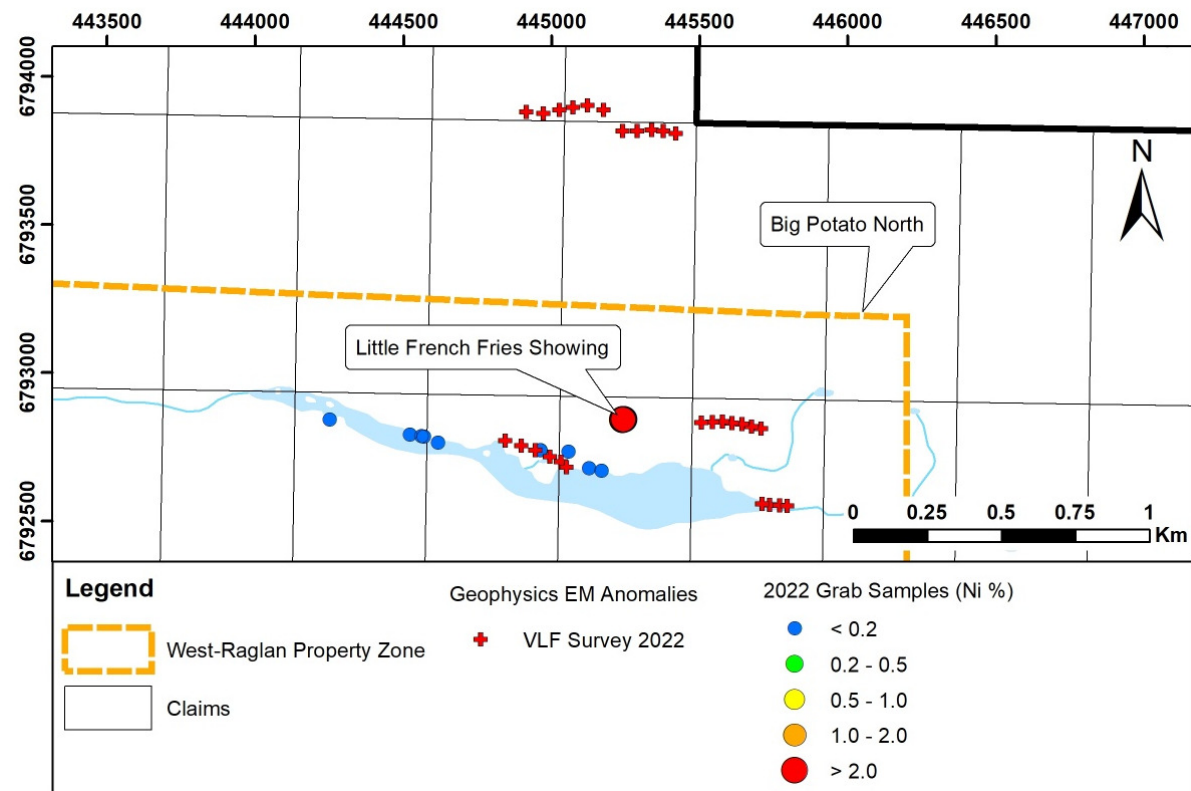 443500 444000 444500 445000 445500 446000 446500 447000
6794000
6793500
6793000
6792500
N
Big Potato North
Little French Fries Showing
0 0.25 0.5 0.75 1
Km
Legend
West-Raglan Property Zone
Claims
Geophysics EM Anomalies
VLF Survey 2022
2022 Grab Samples (Ni %)
< 0.2
0.2 - 0.5
0.5 - 1.0
1.0 - 2.0
> 2.0